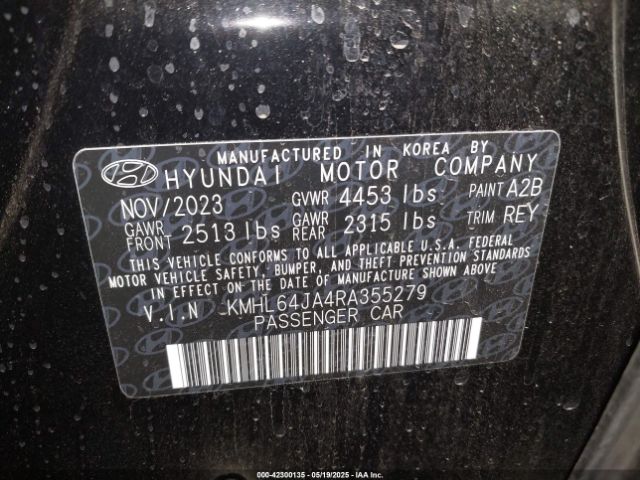 MANUFACTURED IN KOREA BY
HYUNDAI MOTOR COMPANY
NOV/2023 GVWR 4453 lbs PAINT A2B
GAWR FRONT 2513 lbs GAWR REAR 2315 lbs TRIM REY
THIS VEHICLE CONFORMS TO ALL APPLICABLE U.S.A. FEDERAL
MOTOR VEHICLE SAFETY, BUMPER, AND THEFT PREVENTION STANDARDS
IN EFFECT ON THE DATE OF MANUFACTURE SHOWN ABOVE
V.I.N KMHL64JA4RA355279
PASSENGER CAR
000-42300135 - 05/19/2025 - IAAI.COM